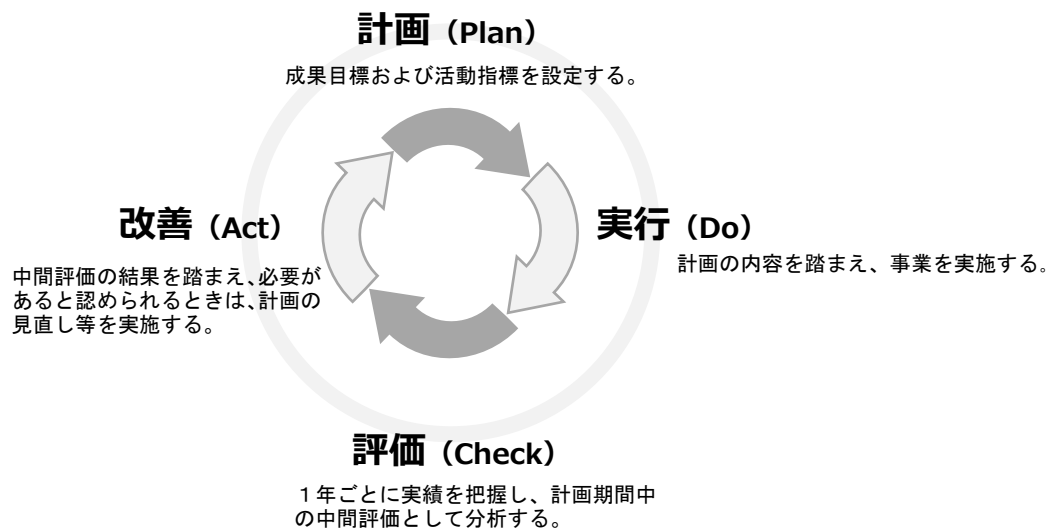 計画（Plan）
成果目標および活動指標を設定する。
改善（Act）
中間評価の結果を踏まえ、必要が
あると認められるときは、計画の
見直し等を実施する。
実行（Do）
計画の内容を踏まえ、事業を実施する。
評価（Check）
１年ごとに実績を把握し、計画期間中
の中間評価として分析する。